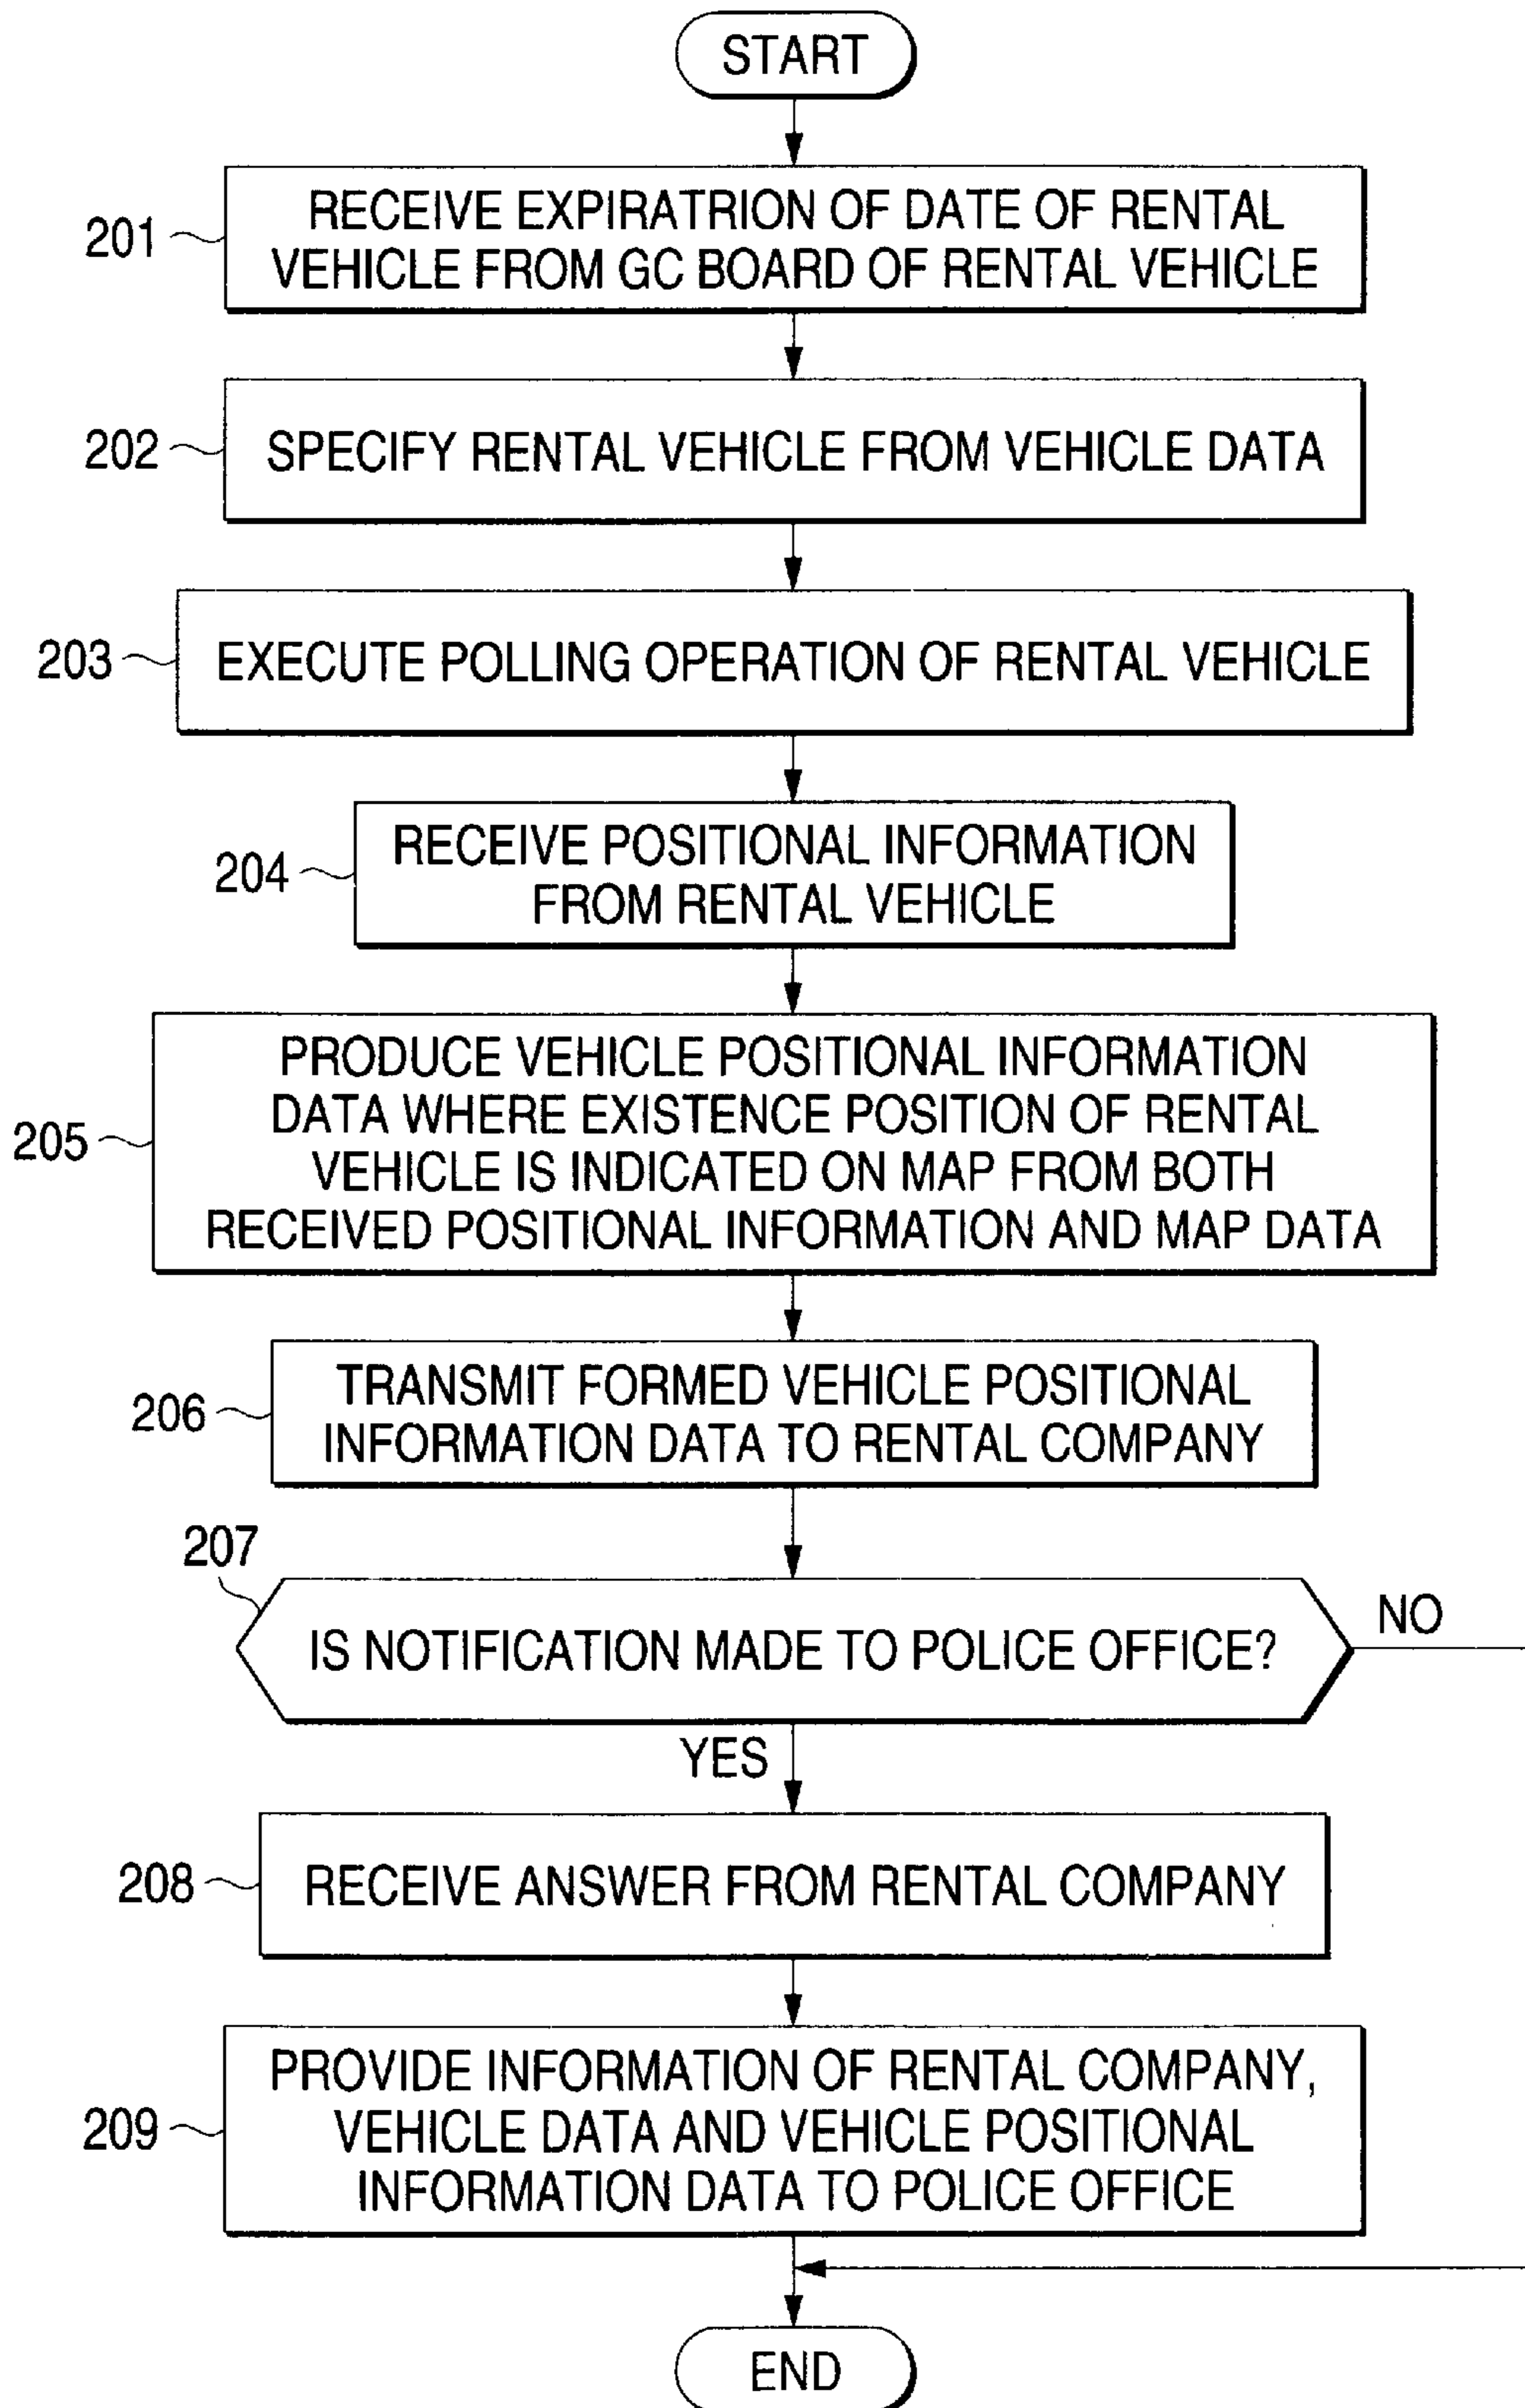 START
201
RECEIVE EXPIRATRION OF DATE OF RENTAL
VEHICLE FROM GC BOARD OF RENTAL VEHICLE
202
SPECIFY RENTAL VEHICLE FROM VEHICLE DATA
203
EXECUTE POLLING OPERATION OF RENTAL VEHICLE
204
RECEIVE POSITIONAL INFORMATION
FROM RENTAL VEHICLE
205
PRODUCE VEHICLE POSITIONAL INFORMATION
DATA WHERE EXISTENCE POSITION OF RENTAL
VEHICLE IS INDICATED ON MAP FROM BOTH
RECEIVED POSITIONAL INFORMATION AND MAP DATA
206
TRANSMIT FORMED VEHICLE POSITIONAL
INFORMATION DATA TO RENTAL COMPANY
207
IS NOTIFICATION MADE TO POLICE OFFICE?
NO
YES
208
RECEIVE ANSWER FROM RENTAL COMPANY
209
PROVIDE INFORMATION OF RENTAL COMPANY,
VEHICLE DATA AND VEHICLE POSITIONAL
INFORMATION DATA TO POLICE OFFICE
END